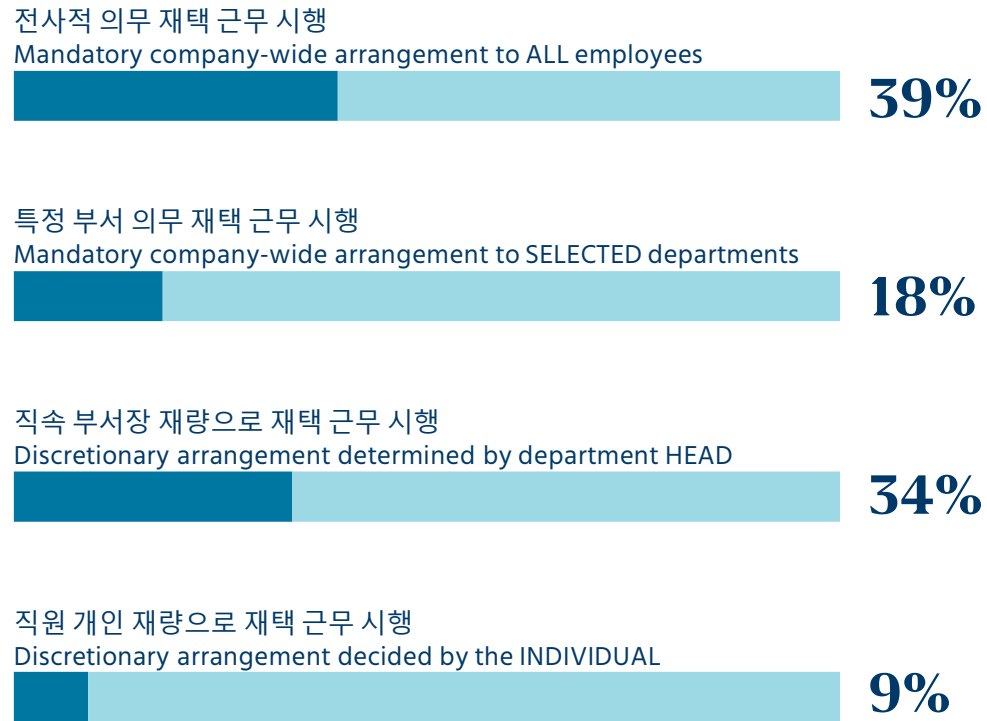 전사적 의무 재택 근무 시행
Mandatory company-wide arrangement to ALL employees
39%
특정 부서 의무 재택 근무 시행
Mandatory company-wide arrangement to SELECTED departments
18%
직속 부서장 재량으로 재택 근무 시행
Discretionary arrangement determined by department HEAD
34%
직원 개인 재량으로 재택 근무 시행
Discretionary arrangement decided by the INDIVIDUAL
9%